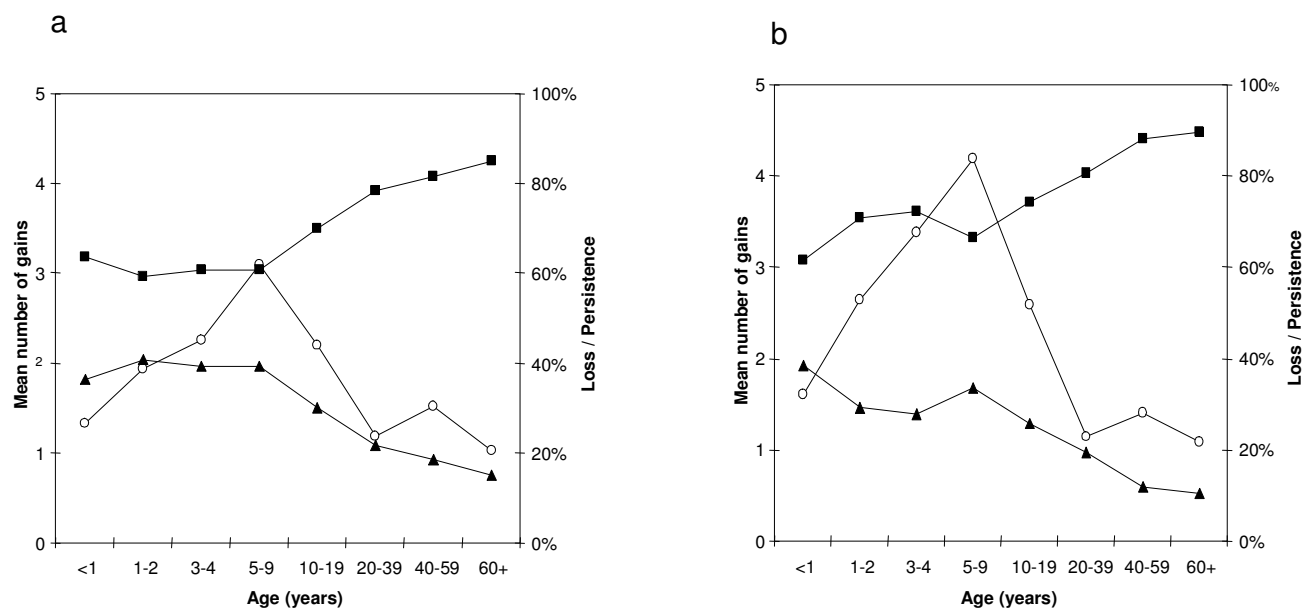 a
5
4
3
2
1
0
Mean number of gains
100%
80%
60%
40%
20%
0%
Loss / Persistence
<1 1-2 3-4 5-9 10-19 20-39 40-59 60+
Age (years)
b
5
4
3
2
1
0
Mean number of gains
100%
80%
60%
40%
20%
0%
Loss / Persistence
<1 1-2 3-4 5-9 10-19 20-39 40-59 60+
Age (years)